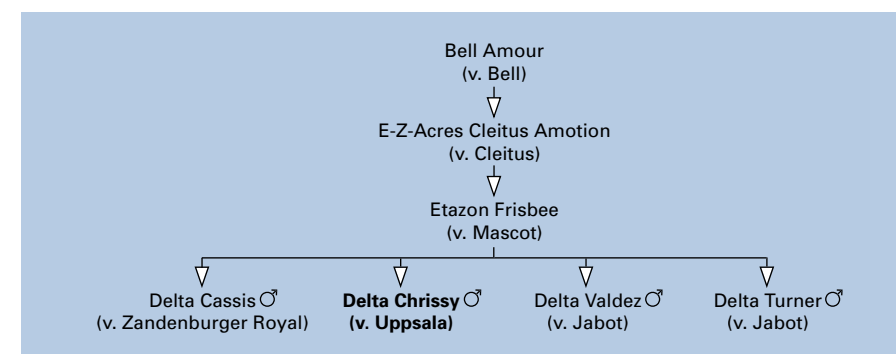 Bell Amour
(v. Bell)
E-Z-Acres Cleitus Amotion
(v. Cleitus)
Etazon Frisbee
(v. Mascot)
Delta Cassis ♂ Delta Chrissy ♂ Delta Valdez ♂ Delta Turner ♂
(v. Zandenburger Royal) (v. Uppsala) (v. Jabot) (v. Jabot)